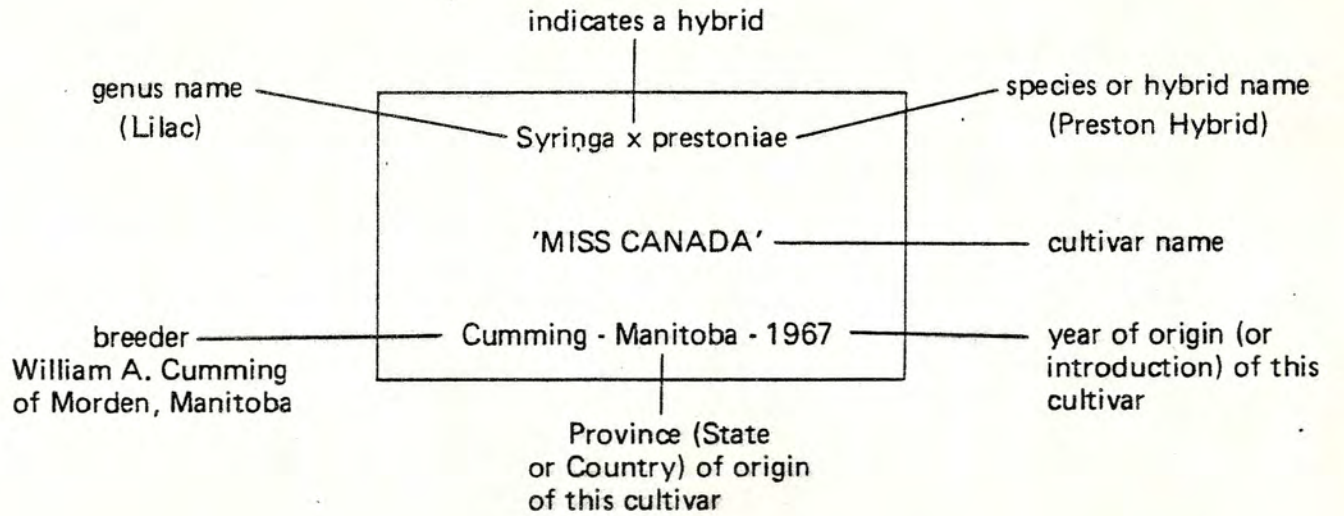 indicates a hybrid
genus name
(Lilac)
species or hybrid name
(Preston Hybrid)
Syringa x prestoniae
'MISS CANADA'
cultivar name
breeder
William A. Cumming
of Morden, Manitoba
Cumming - Manitoba - 1967
year of origin (or
introduction) of this
cultivar
Province (State
or Country) of origin
of this cultivar